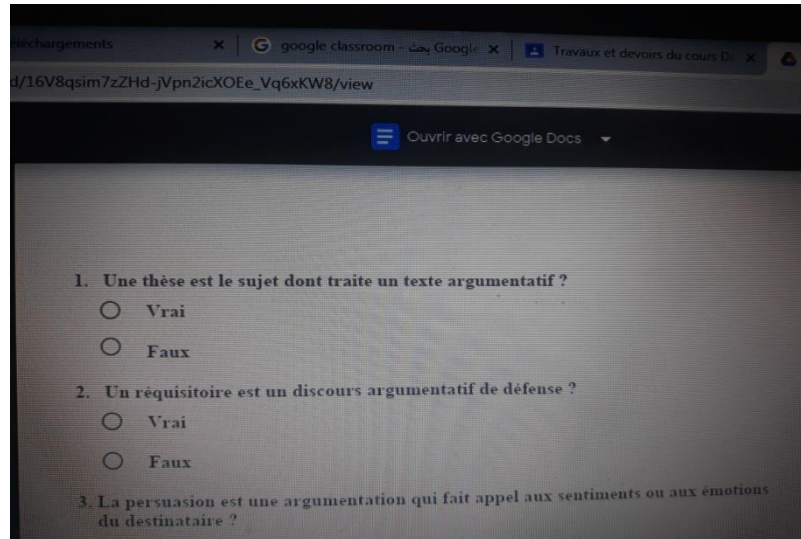 éléchargements
google classroom - بحث Google
Travaux et devoirs du cours De
d/16V8qsim7zZHd-jVpn2icXOEe_Vq6xKW8/view
Ouvrir avec Google Docs
1. Une thèse est le sujet dont traite un texte argumentatif ?
Vrai
Faux
2. Un réquisitoire est un discours argumentatif de défense ?
Vrai
Faux
3. La persuasion est une argumentation qui fait appel aux sentiments ou aux émotions
du destinataire ?